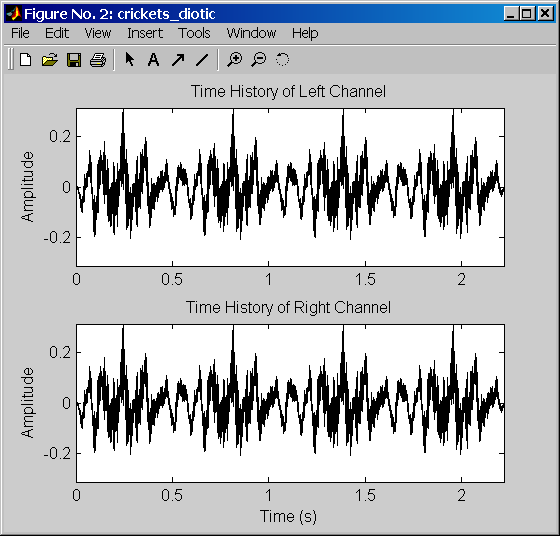 Figure No. 2: crickets_diotic
File Edit View Insert Tools Window Help
A
Time History of Left Channel
0.2
0
-0.2
Amplitude
0 0.5 1 1.5 2
Time History of Right Channel
0.2
0
-0.2
Amplitude
0 0.5 1 1.5 2
Time (s)